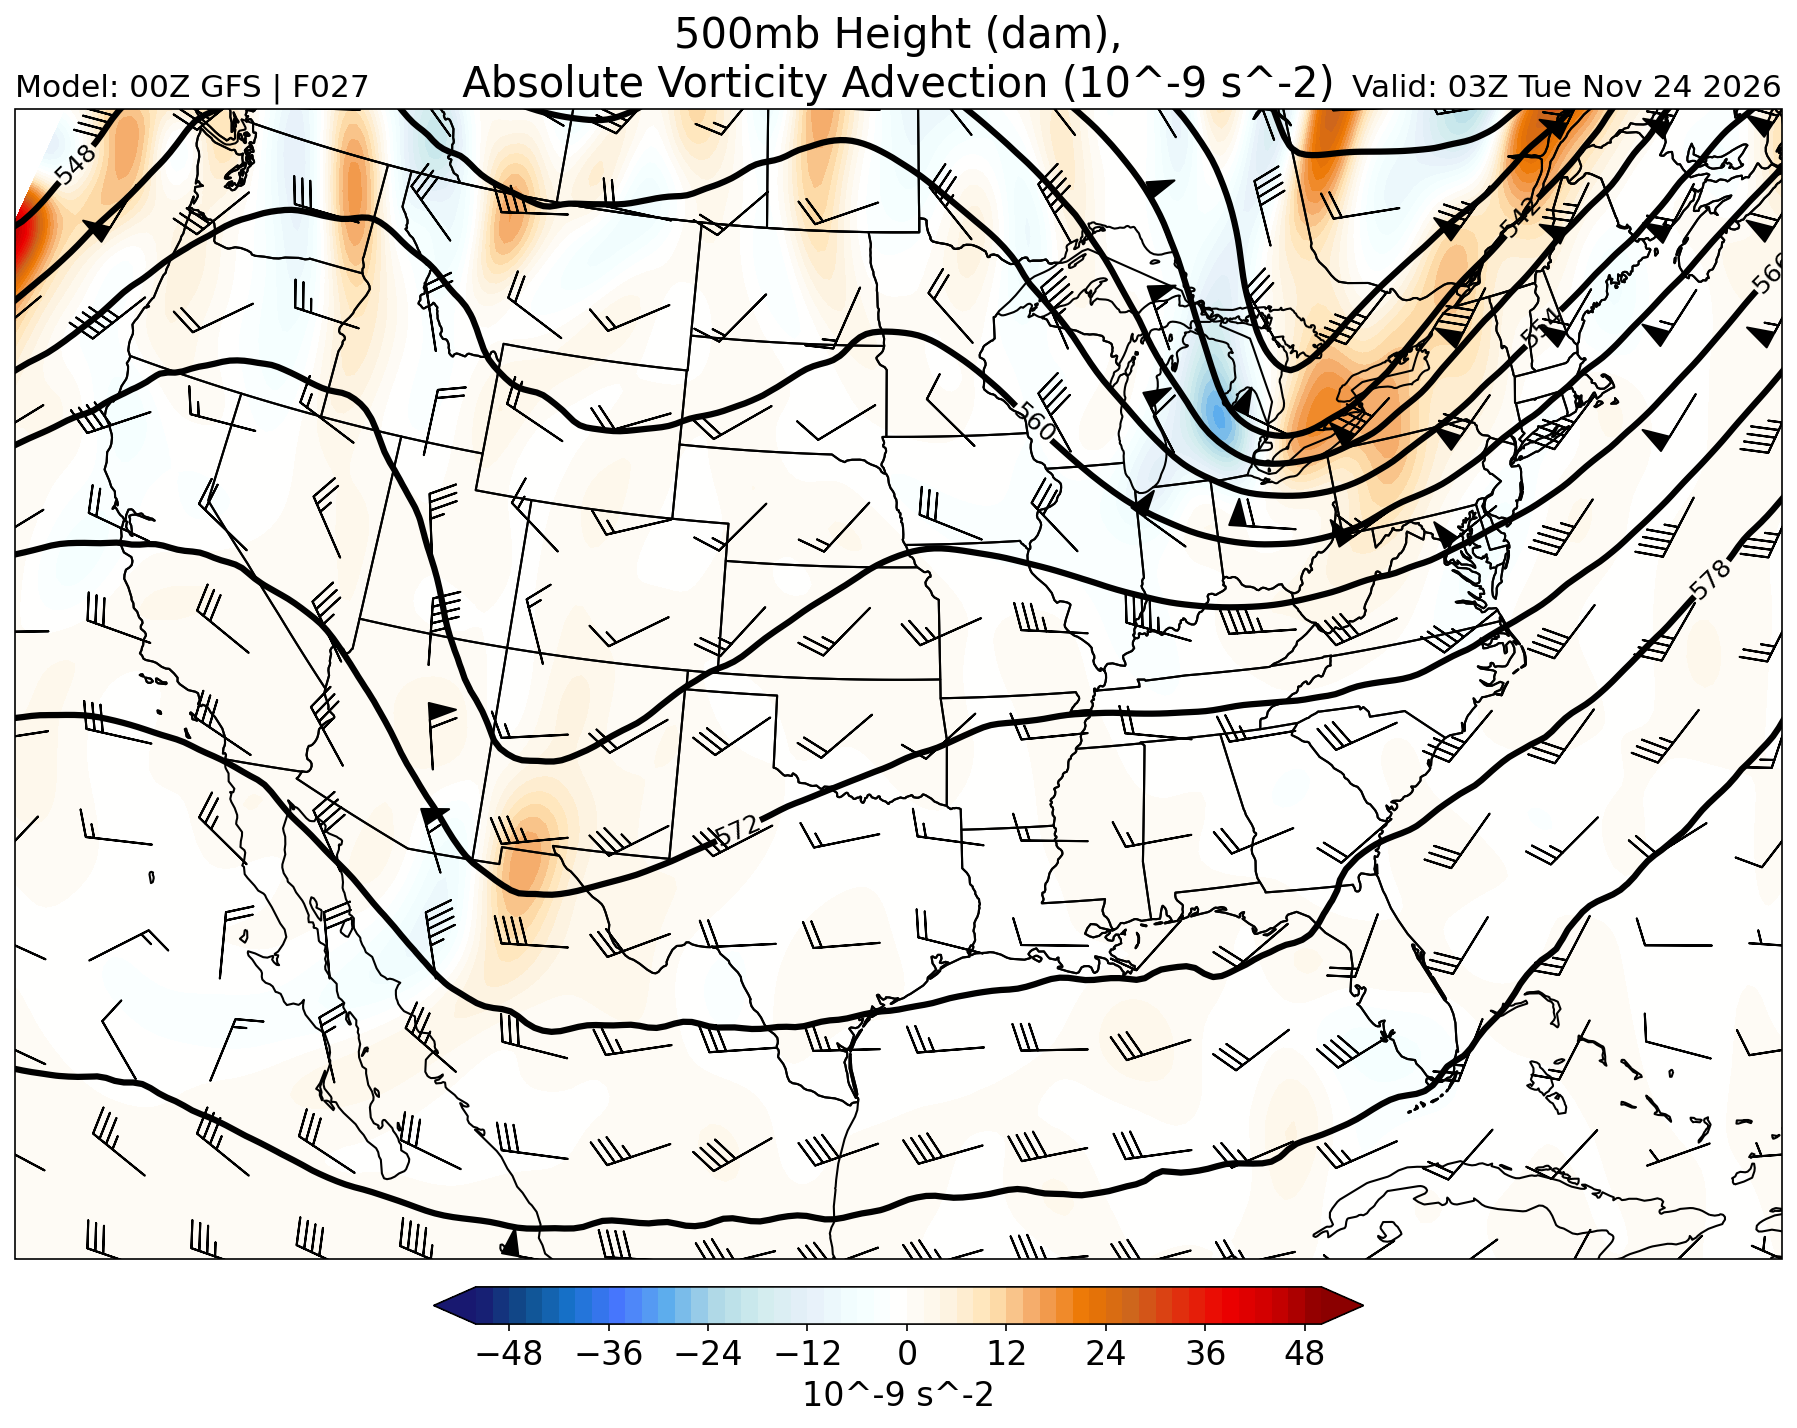 500mb Height (dam),
Model: 00Z GFS | F027
Absolute Vorticity Advection (10^-9 s^-2)
Valid: 03Z Tue Nov 24 2026
548
542
566
554
560
578
572
−48 −36 −24 −12 0 12 24 36 48
10^-9 s^-2